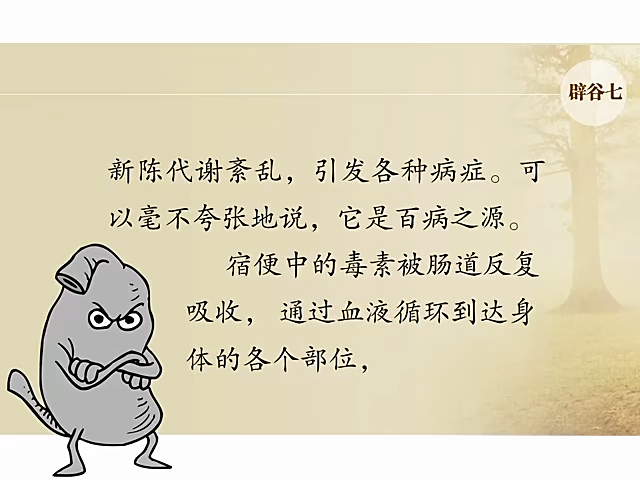 辟谷七
新陈代谢紊乱，引发各种病症。可
以毫不夸张地说，它是百病之源。
宿便中的毒素被肠道反复
吸收， 通过血液循环到达身
体的各个部位，